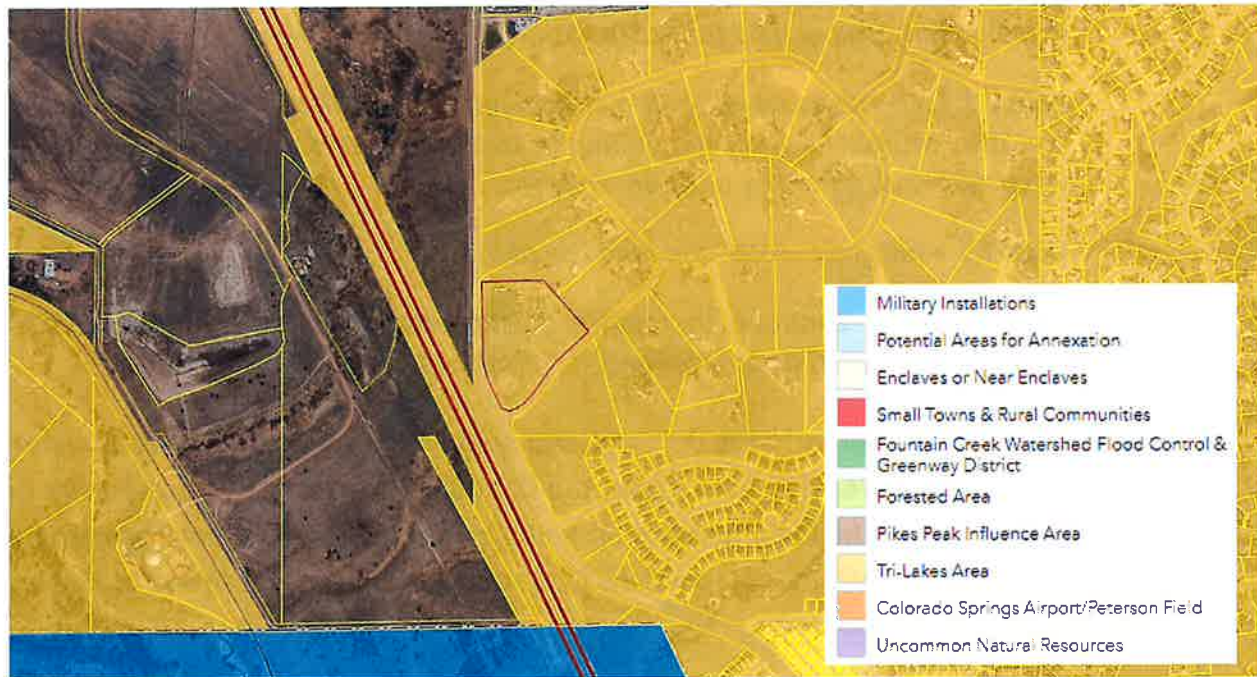 Military Installations
Potential Areas for Annexation
Enclaves or Near Enclaves
Small Towns & Rural Communities
Fountain Creek Watershed Flood Control &
Greenway District
Forested Area
Pikes Peak Influence Area
Tri-Lakes Area
Colorado Springs Airport/Peterson Field
Uncommon Natural Resources